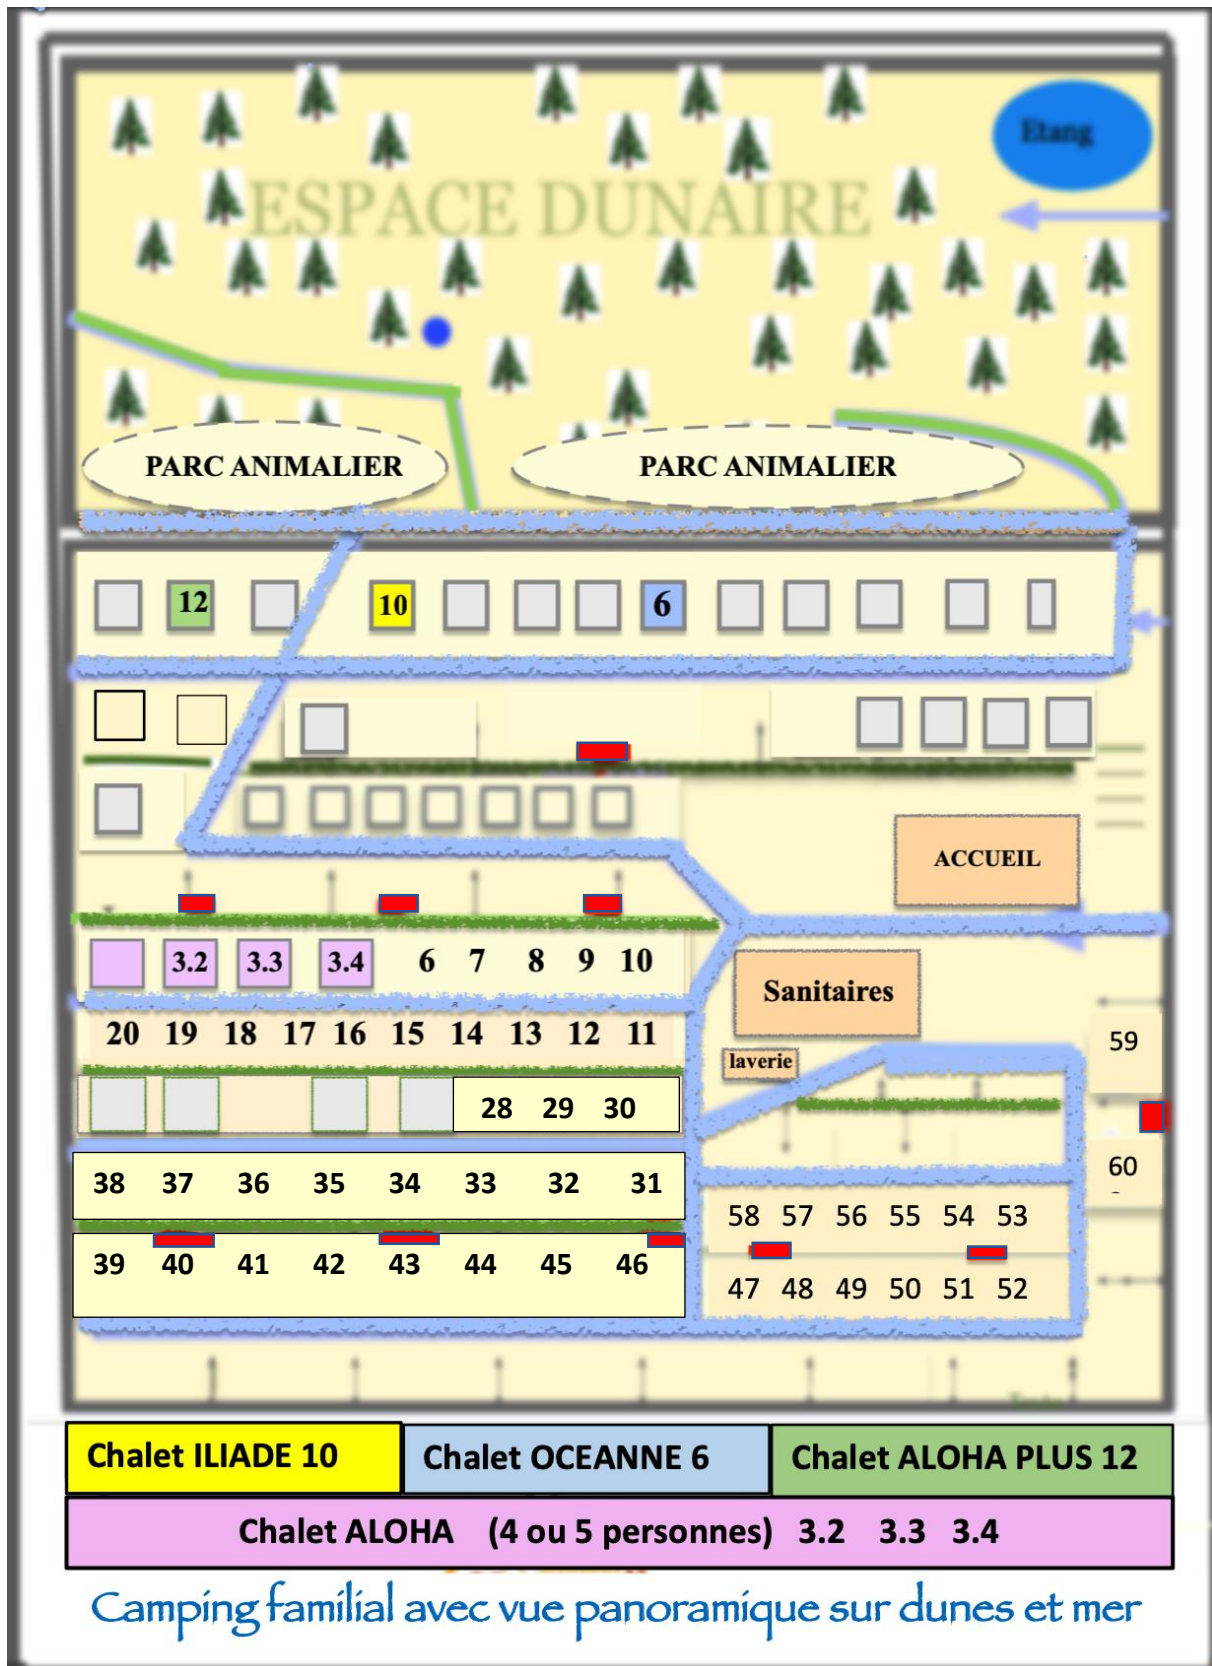 Etang
ESPACE DUNAIRE
PARC ANIMALIER PARC ANIMALIER
12 10 6
ACCUEIL
3.2 3.3 3.4 6 7 8 9 10
Sanitaires
20 19 18 17 16 15 14 13 12 11
59
laverie
28 29 30
60
38 37 36 35 34 33 32 31
58 57 56 55 54 53
39 40 41 42 43 44 45 46
47 48 49 50 51 52
Chalet ILIADE 10 Chalet OCEANNE 6 Chalet ALOHA PLUS 12
Chalet ALOHA (4 ou 5 personnes) 3.2 3.3 3.4
Camping familial avec vue panoramique sur dunes et mer